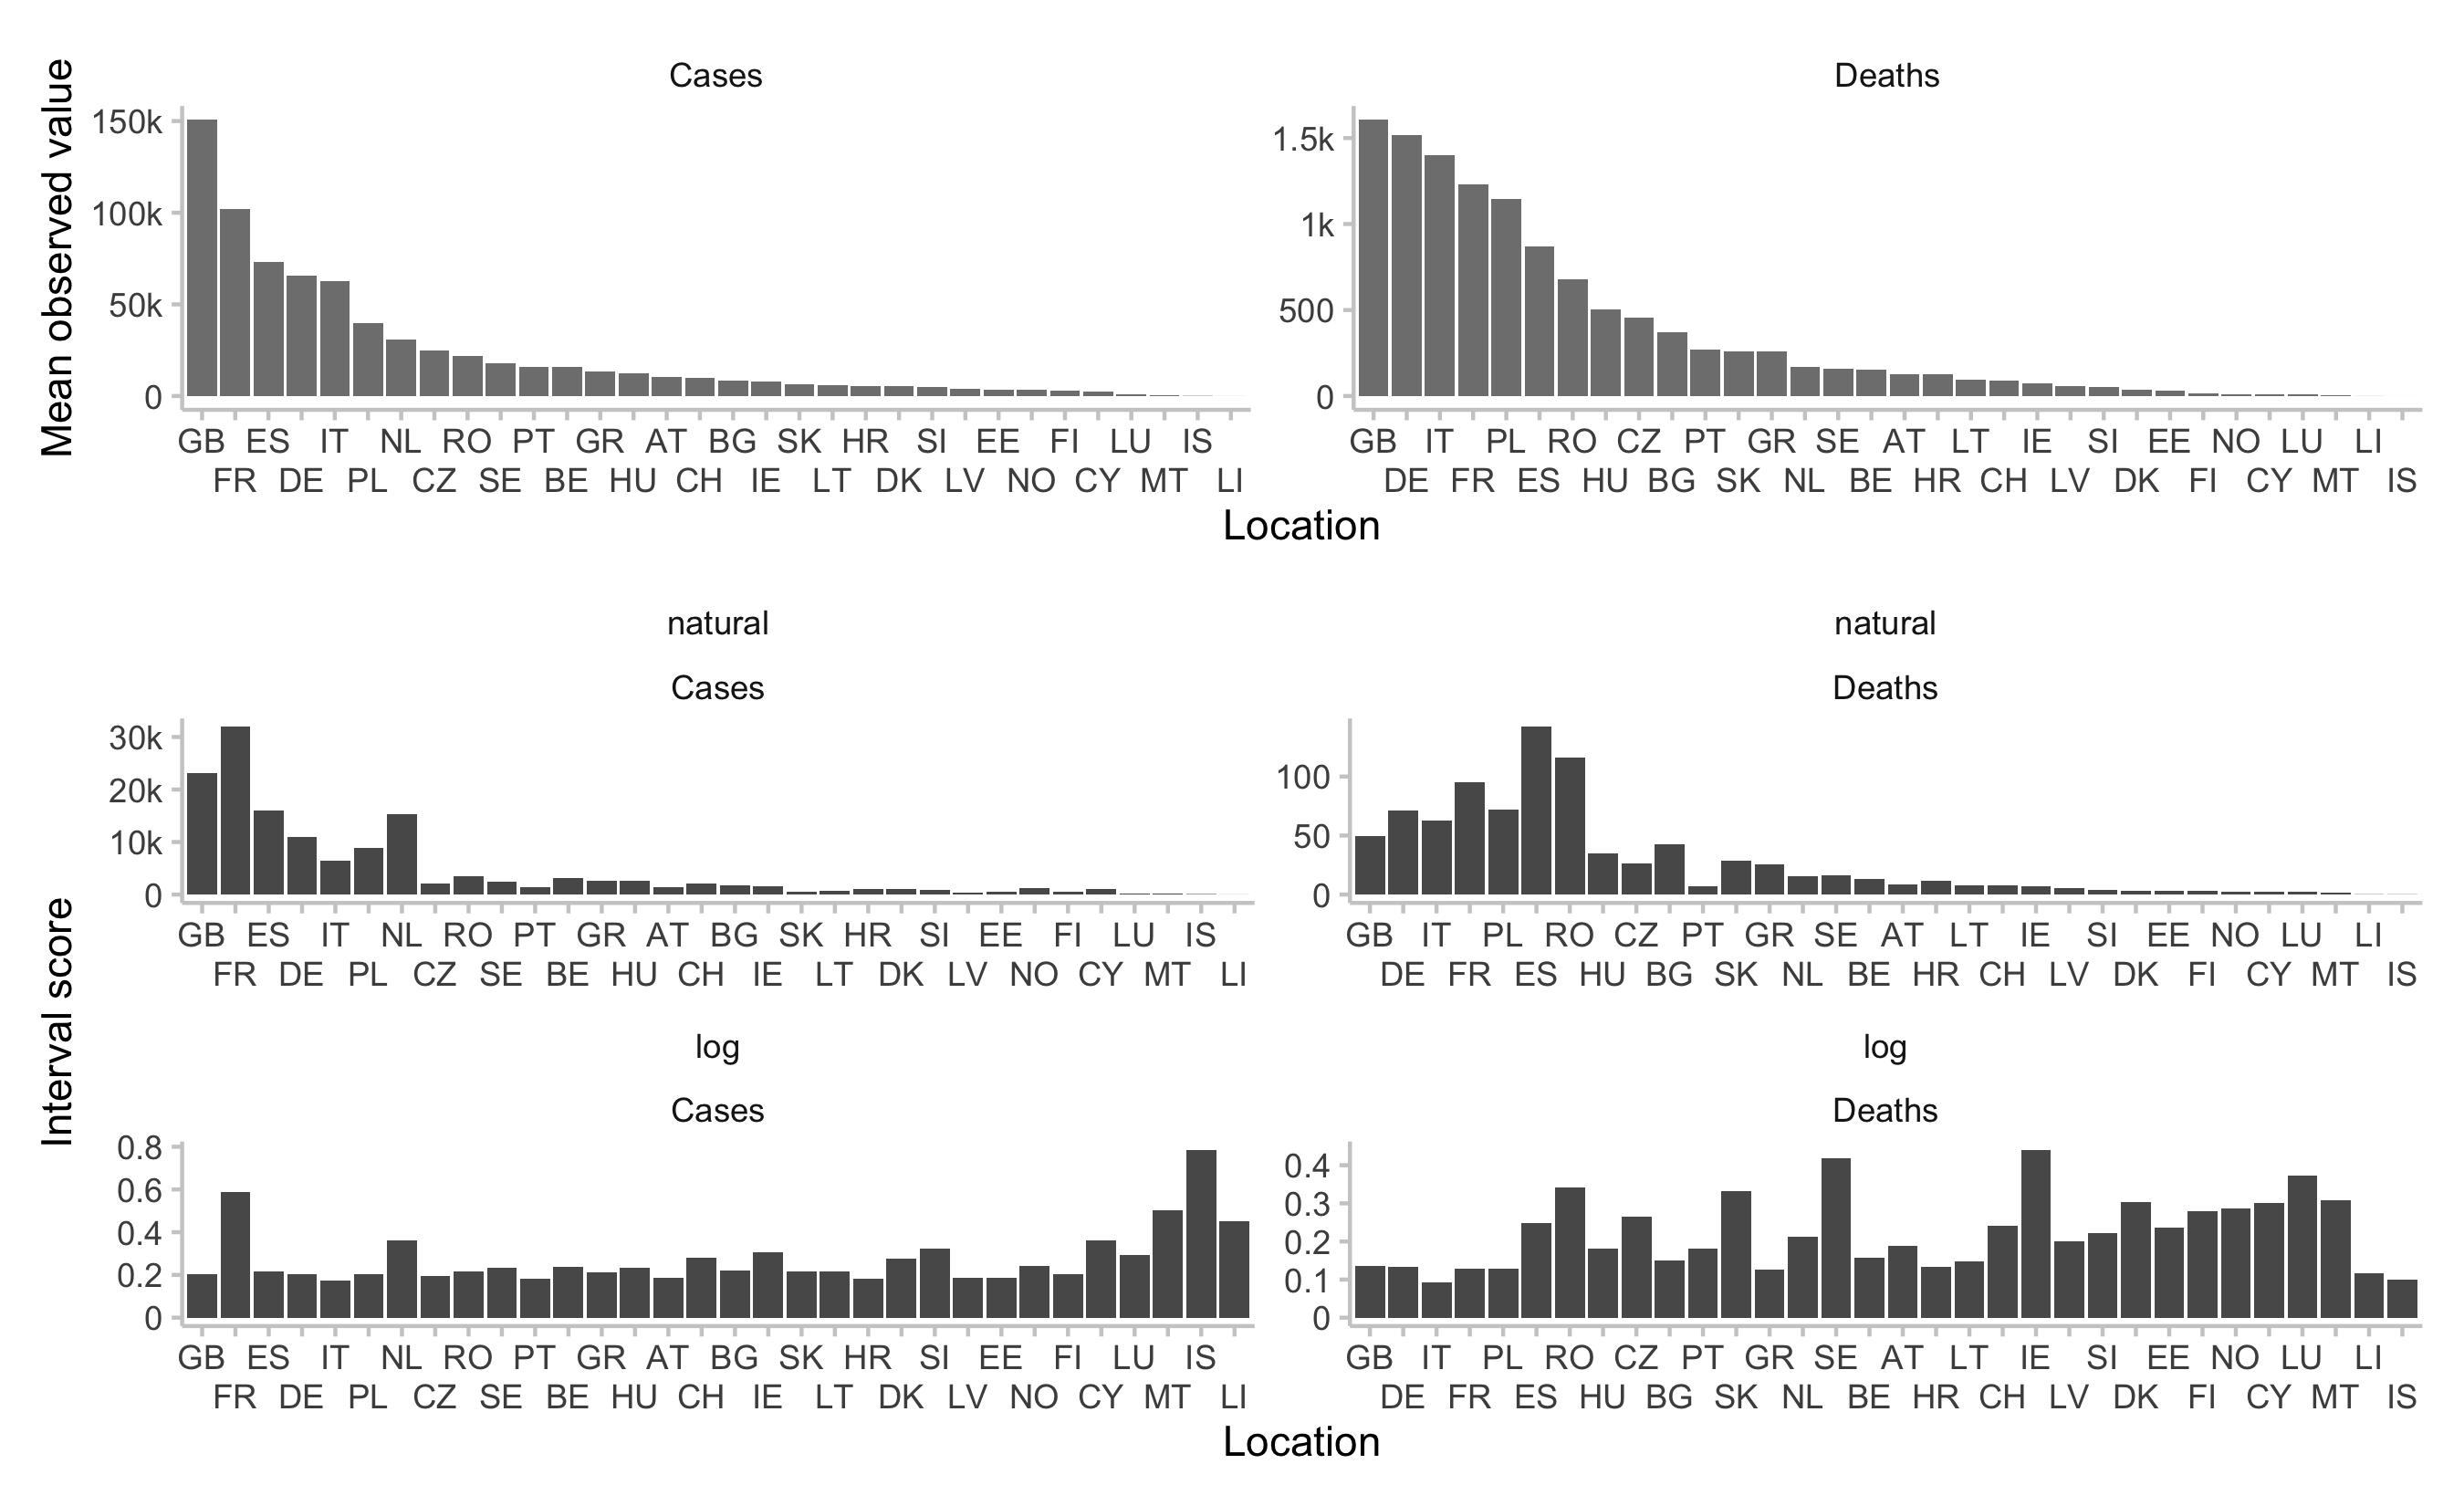 Cases Deaths
Mean observed value
150k
100k
50k
0
1.5k
1k
500
0
GB ES IT NL RO PT GR AT BG SK HR SI EE FI LU IS
FR DE PL CZ SE BE HU CH IE LT DK LV NO CY MT LI
GB IT PL RO CZ PT GR SE AT LT IE SI EE NO LU LI
DE FR ES HU BG SK NL BE HR CH LV DK FI CY MT IS
Location
natural natural
Cases Deaths
Interval score
30k
20k
10k
0
100
50
0
GB ES IT NL RO PT GR AT BG SK HR SI EE FI LU IS
FR DE PL CZ SE BE HU CH IE LT DK LV NO CY MT LI
GB IT PL RO CZ PT GR SE AT LT IE SI EE NO LU LI
DE FR ES HU BG SK NL BE HR CH LV DK FI CY MT IS
log log
Cases Deaths
0.8
0.6
0.4
0.2
0
0.4
0.3
0.2
0.1
0
GB ES IT NL RO PT GR AT BG SK HR SI EE FI LU IS
FR DE PL CZ SE BE HU CH IE LT DK LV NO CY MT LI
GB IT PL RO CZ PT GR SE AT LT IE SI EE NO LU LI
DE FR ES HU BG SK NL BE HR CH LV DK FI CY MT IS
Location